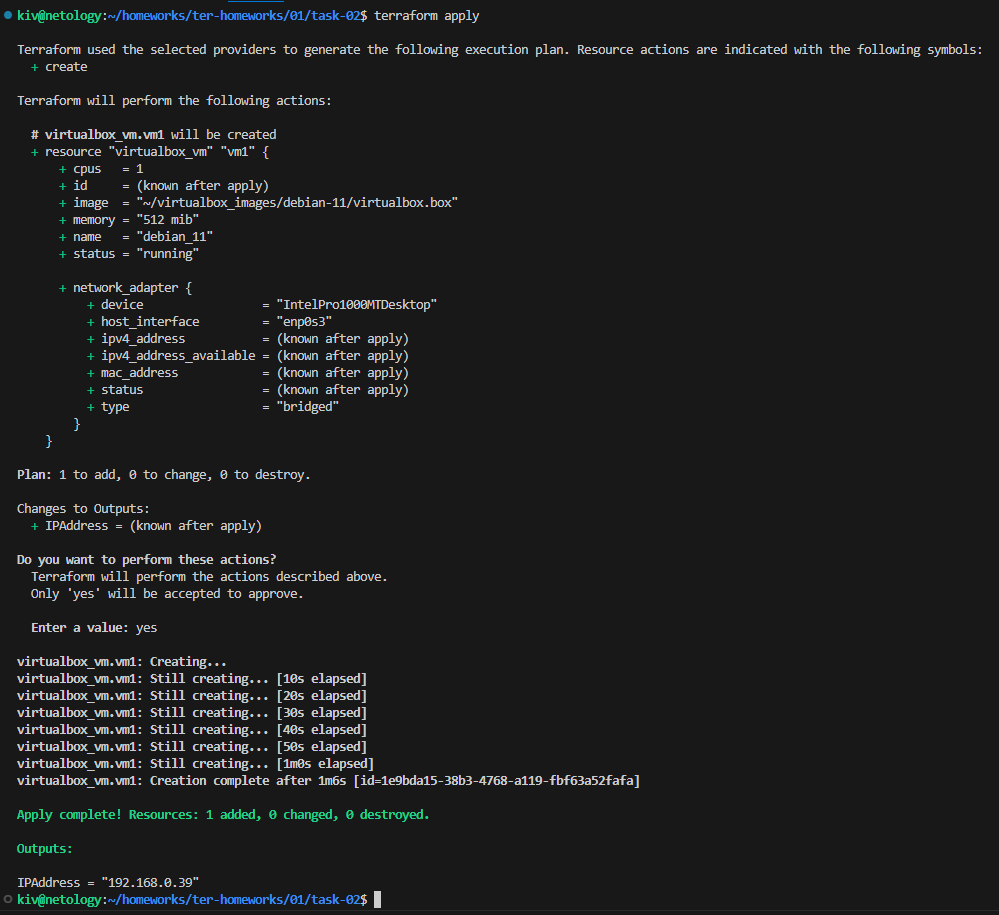 kiv@netology:~/homeworks/ter-homeworks/01/task-02$ terraform apply
Terraform used the selected providers to generate the following execution plan. Resource actions are indicated with the following symbols:
  + create
Terraform will perform the following actions:
  # virtualbox_vm.vm1 will be created
  + resource "virtualbox_vm" "vm1" {
      + cpus   = 1
      + id     = (known after apply)
      + image  = "~/virtualbox_images/debian-11/virtualbox.box"
      + memory = "512 mib"
      + name   = "debian_11"
      + status = "running"
      + network_adapter {
          + device                 = "IntelPro1000MTDesktop"
          + host_interface         = "enp0s3"
          + ipv4_address           = (known after apply)
          + ipv4_address_available = (known after apply)
          + mac_address            = (known after apply)
          + status                 = (known after apply)
          + type                   = "bridged"
        }
    }
Plan: 1 to add, 0 to change, 0 to destroy.
Changes to Outputs:
  + IPAddress = (known after apply)
Do you want to perform these actions?
  Terraform will perform the actions described above.
  Only 'yes' will be accepted to approve.
  Enter a value: yes
virtualbox_vm.vm1: Creating...
virtualbox_vm.vm1: Still creating... [10s elapsed]
virtualbox_vm.vm1: Still creating... [20s elapsed]
virtualbox_vm.vm1: Still creating... [30s elapsed]
virtualbox_vm.vm1: Still creating... [40s elapsed]
virtualbox_vm.vm1: Still creating... [50s elapsed]
virtualbox_vm.vm1: Still creating... [1m0s elapsed]
virtualbox_vm.vm1: Creation complete after 1m6s [id=1e9bda15-38b3-4768-a119-fbf63a52fafa]
Apply complete! Resources: 1 added, 0 changed, 0 destroyed.
Outputs:
IPAddress = "192.168.0.39"
kiv@netology:~/homeworks/ter-homeworks/01/task-02$